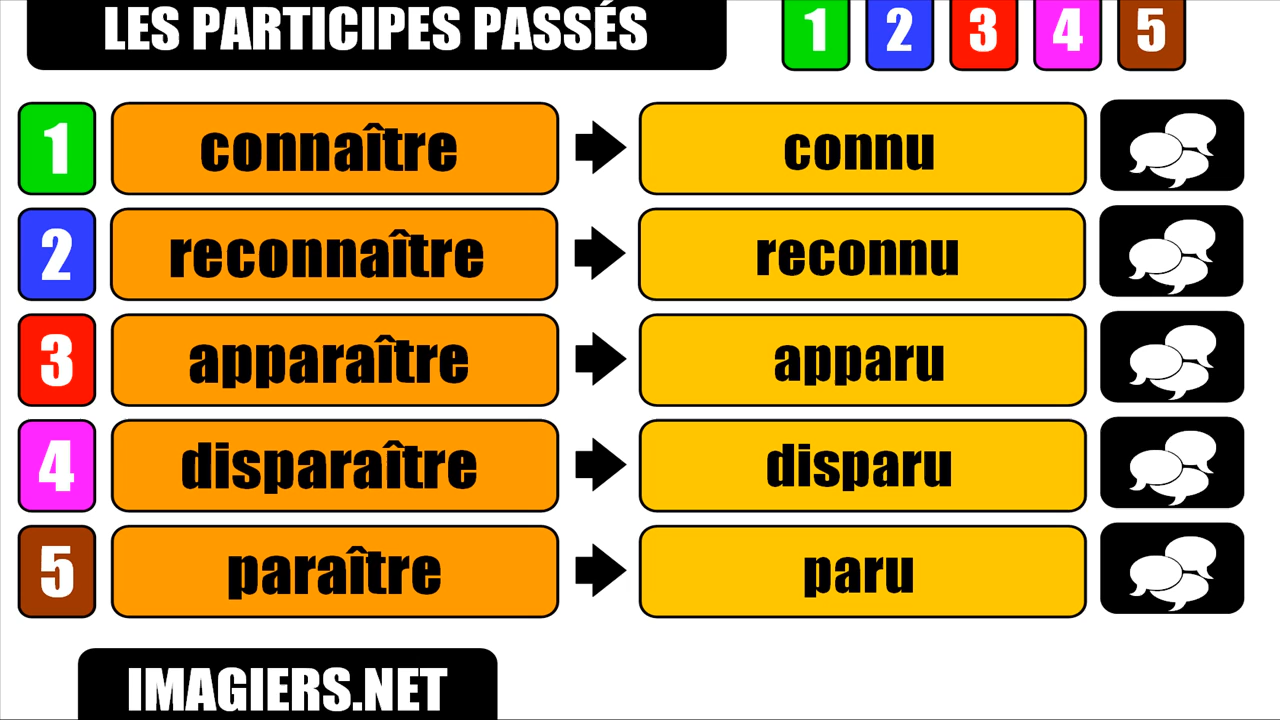 LES PARTICIPES PASSÉS 1 2 3 4 5
1 connaître connu
2 reconnaître reconnu
3 apparaître apparu
4 disparaître disparu
5 paraître paru
IMAGIERS.NET